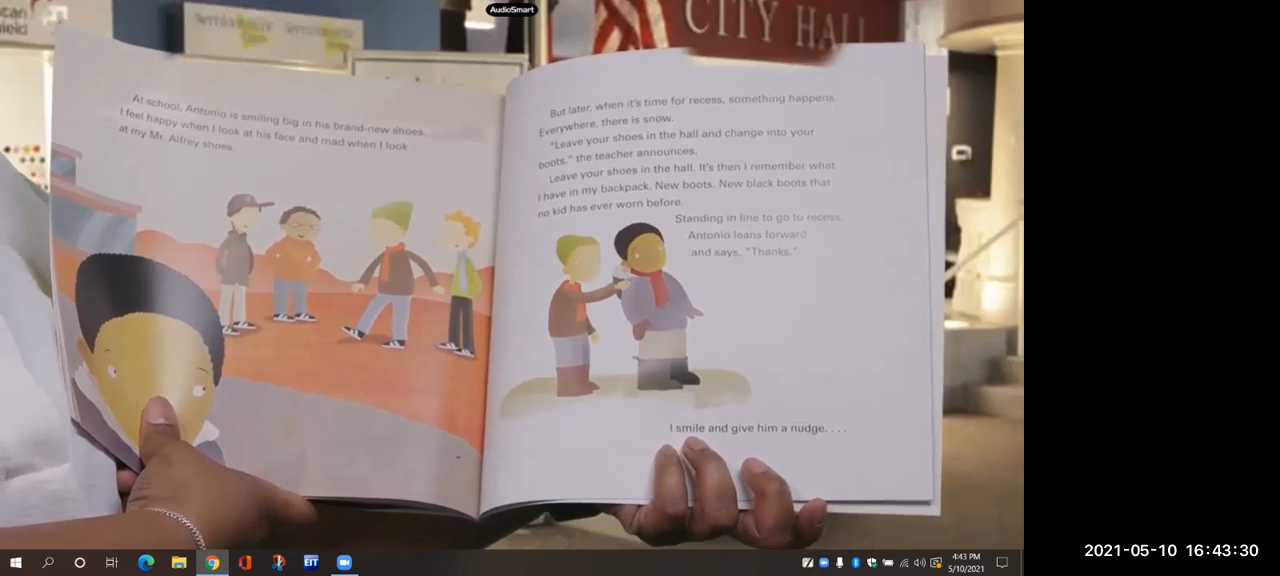 AudioSmart
CITY HALL
At school, Antonio is smiling big in his brand-new shoes.
I feel happy when I look at his face and mad when I look
at my Mr. Alfrey shoes.
But later, when it's time for recess, something happens.
Everywhere, there is snow.
"Leave your shoes in the hall and change into your
boots," the teacher announces.
Leave your shoes in the hall. It's then I remember what
I have in my backpack. New boots. New black boots that
no kid has ever worn before.
Standing in line to go to recess,
Antonio leans forward
and says, "Thanks."
I smile and give him a nudge. . . .
EIT
4:43 PM
5/10/2021
2021-05-10 16:43:30